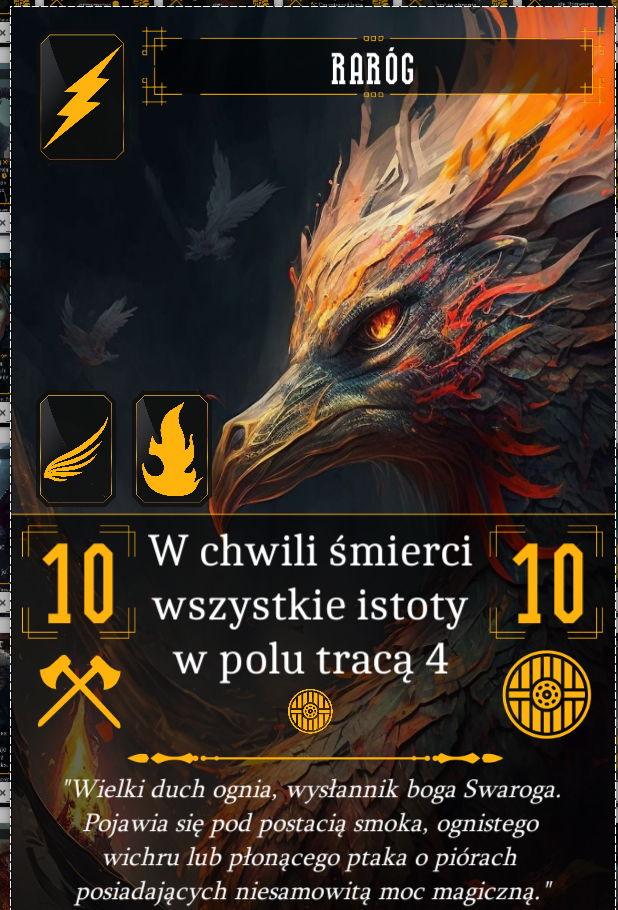 RARÓG
10
W chwili śmierci
wszystkie istoty
w polu tracą 4
10
"Wielki duch ognia, wysłannik boga Swaroga.
Pojawia się pod postacią smoka, ognistego
wichru lub płonącego ptaka o piórach
posiadających niesamowitą moc magiczną."